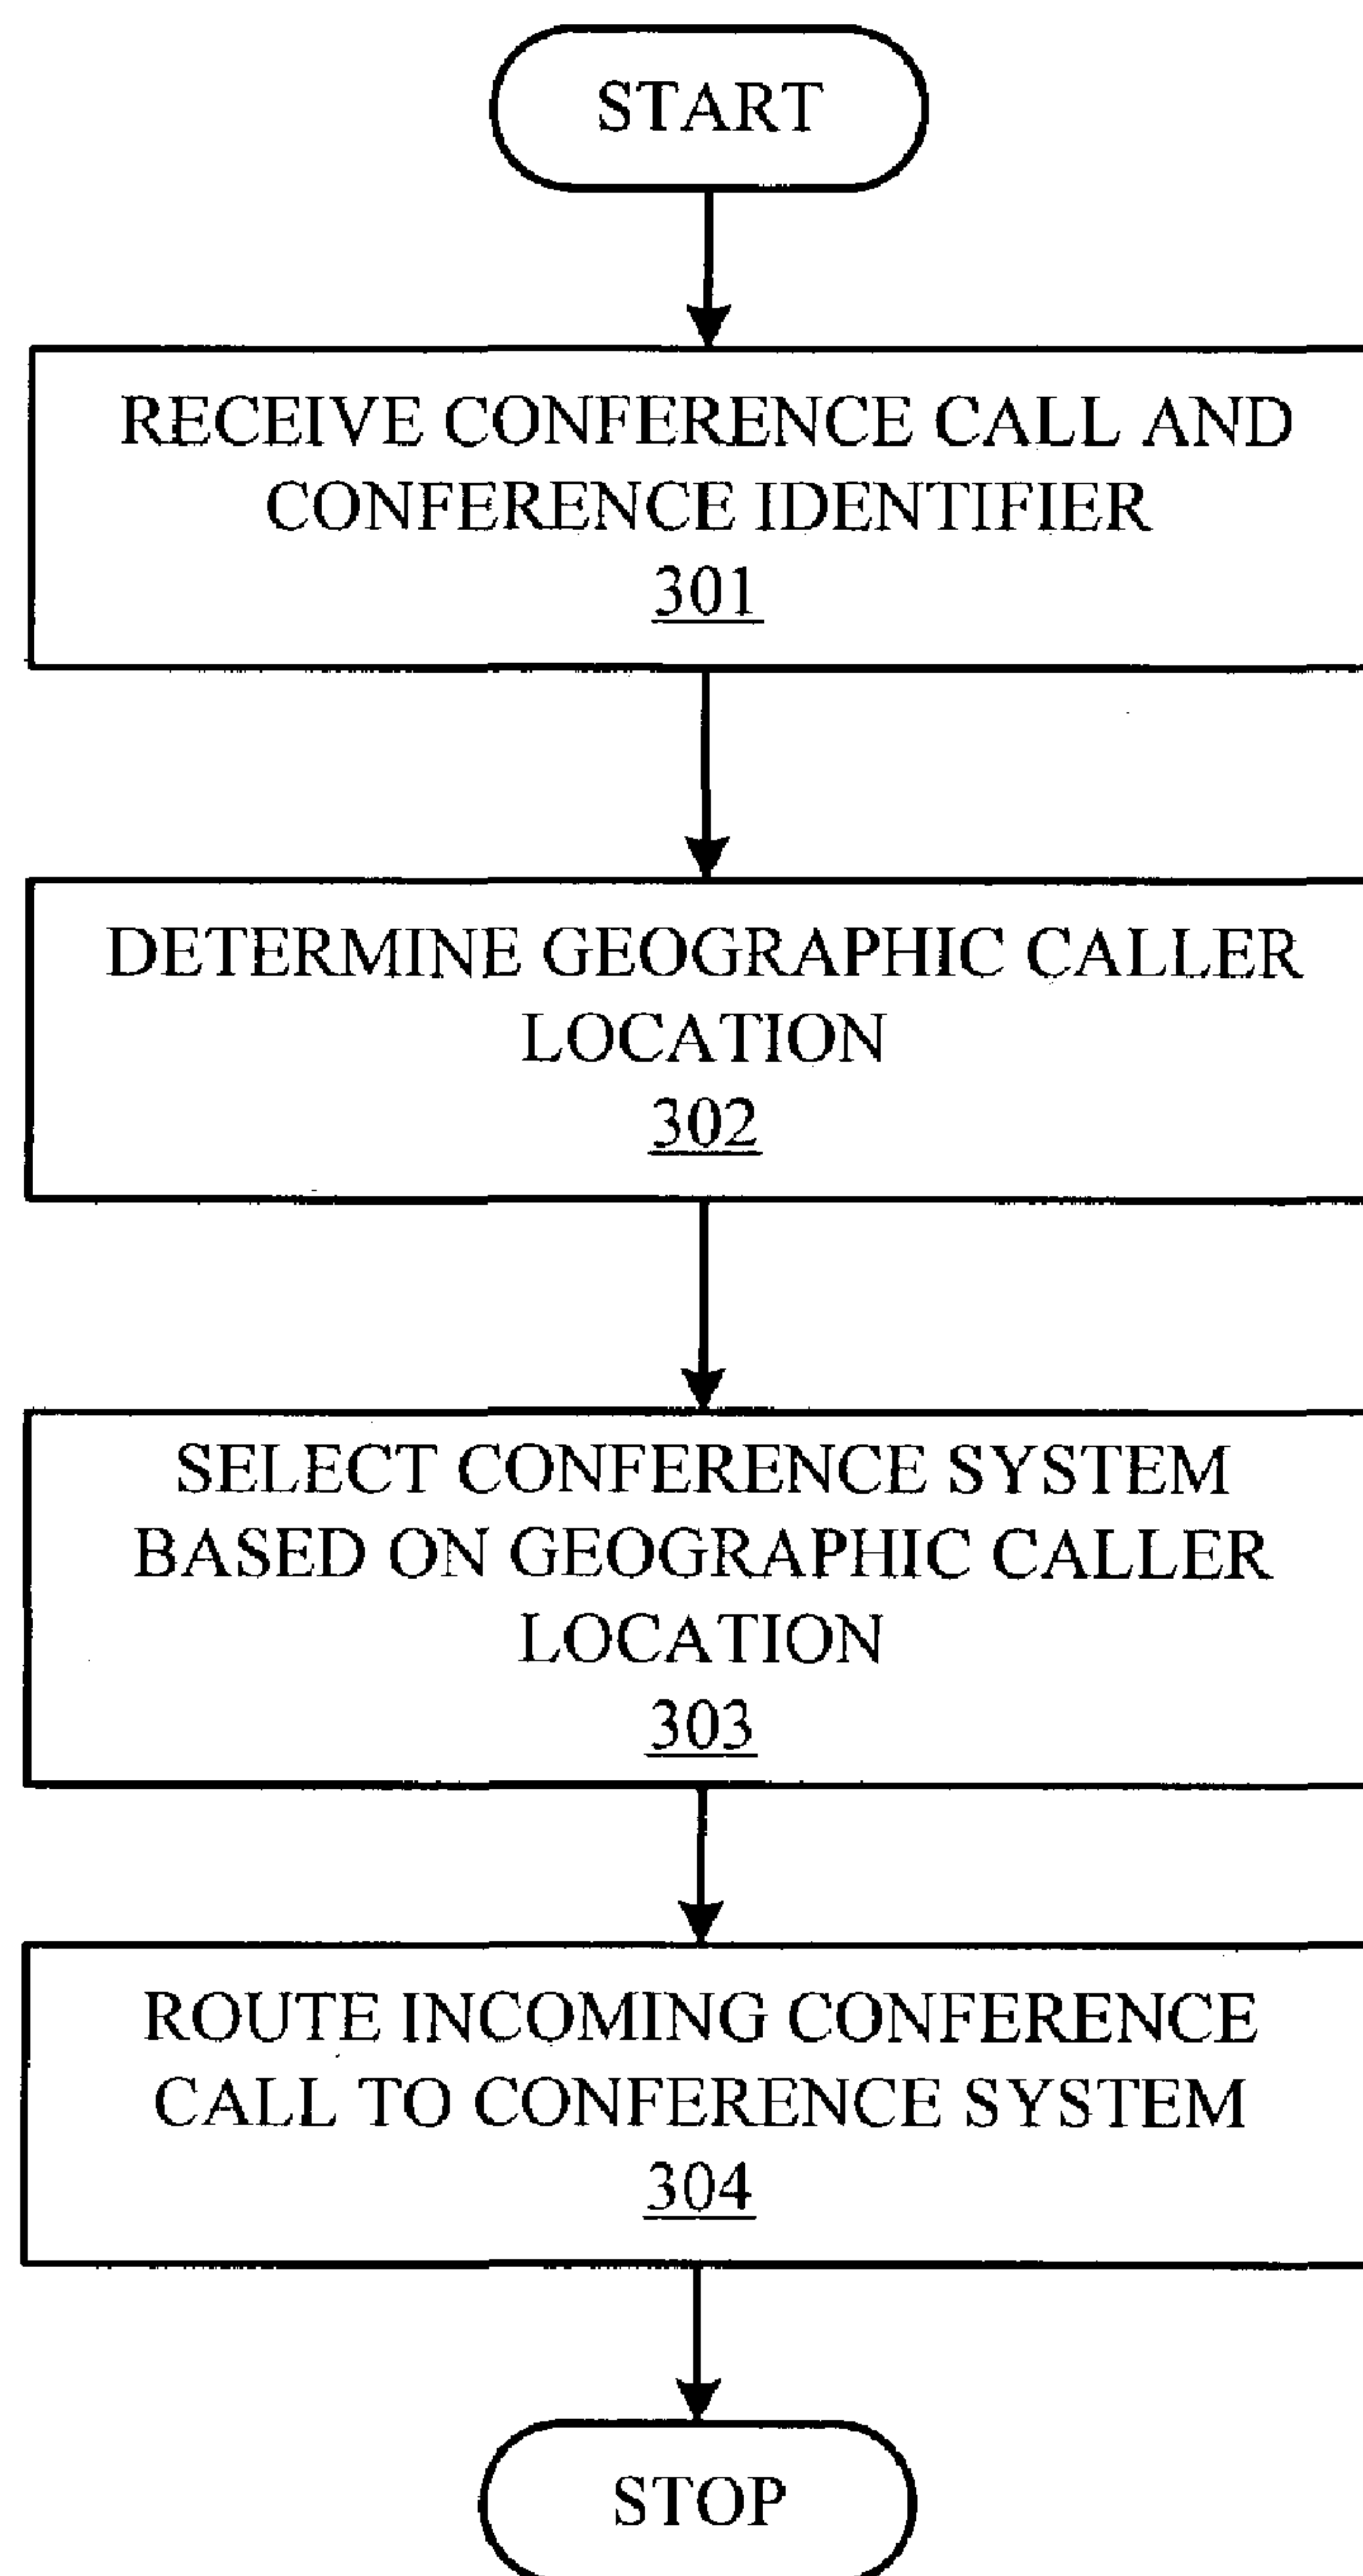 START
RECEIVE CONFERENCE CALL AND
CONFERENCE IDENTIFIER
301
DETERMINE GEOGRAPHIC CALLER
LOCATION
302
SELECT CONFERENCE SYSTEM
BASED ON GEOGRAPHIC CALLER
LOCATION
303
ROUTE INCOMING CONFERENCE
CALL TO CONFERENCE SYSTEM
304
STOP